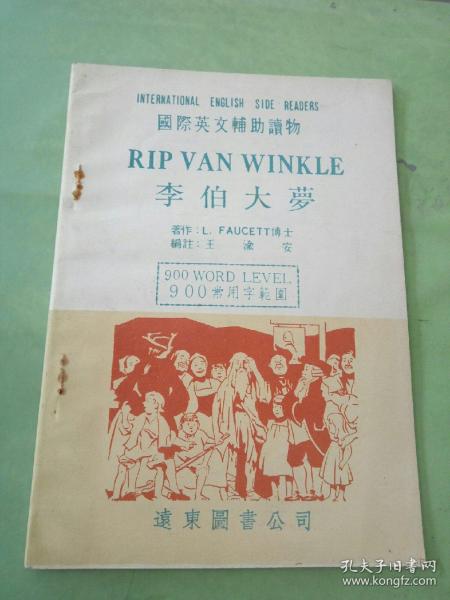 INTERNATIONAL ENGLISH SIDE READERS
國際英文輔助讀物
RIP VAN WINKLE
李伯大夢
著作:L. FAUCETT博士
編註:王 渝 安
900 WORD LEVEL
900常用字範圍
遠東圖書公司
孔夫子旧书网
www.kongfz.com